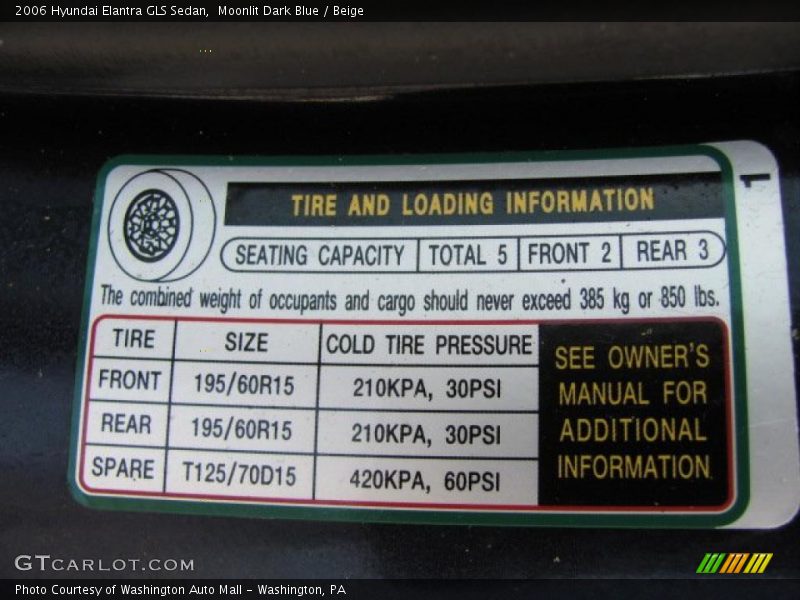 2006 Hyundai Elantra GLS Sedan,  Moonlit Dark Blue / Beige
TIRE AND LOADING INFORMATION
1
SEATING CAPACITY TOTAL 5 FRONT 2 REAR 3
The combined weight of occupants and cargo should never exceed 385 kg or 850 lbs.
TIRE SIZE COLD TIRE PRESSURE
FRONT 195/60R15 210KPA, 30PSI
REAR 195/60R15 210KPA, 30PSI
SPARE T125/70D15 420KPA, 60PSI
SEE OWNER'S
MANUAL FOR
ADDITIONAL
INFORMATION
GTCARLOT.COM
Photo Courtesy of Washington Auto Mall - Washington, PA